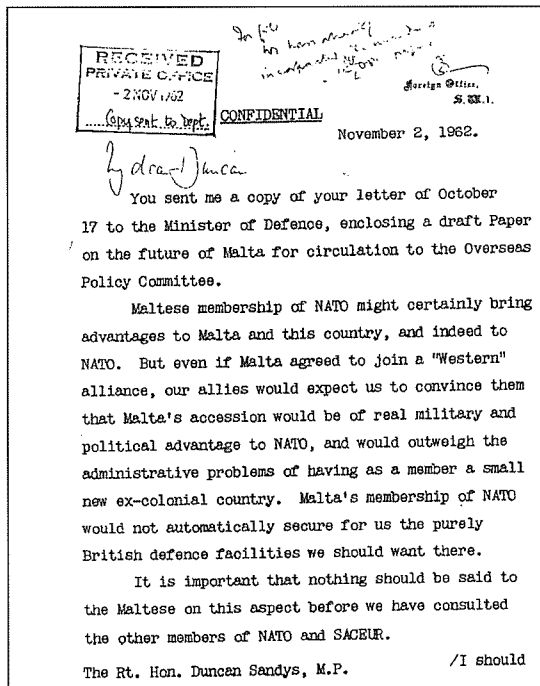 for file
RECEIVED
PRIVATE OFFICE
- 2 NOV 1962
Copy sent to Dept.
Foreign Office,
S.W.1.
CONFIDENTIAL
November 2, 1962.
My dear Duncan
You sent me a copy of your letter of October
17 to the Minister of Defence, enclosing a draft Paper
on the future of Malta for circulation to the Overseas
Policy Committee.
Maltese membership of NATO might certainly bring
advantages to Malta and this country, and indeed to
NATO. But even if Malta agreed to join a "Western"
alliance, our allies would expect us to convince them
that Malta's accession would be of real military and
political advantage to NATO, and would outweigh the
administrative problems of having as a member a small
new ex-colonial country. Malta's membership of NATO
would not automatically secure for us the purely
British defence facilities we should want there.
It is important that nothing should be said to
the Maltese on this aspect before we have consulted
the other members of NATO and SACEUR.
/I should
The Rt. Hon. Duncan Sandys, M.P.